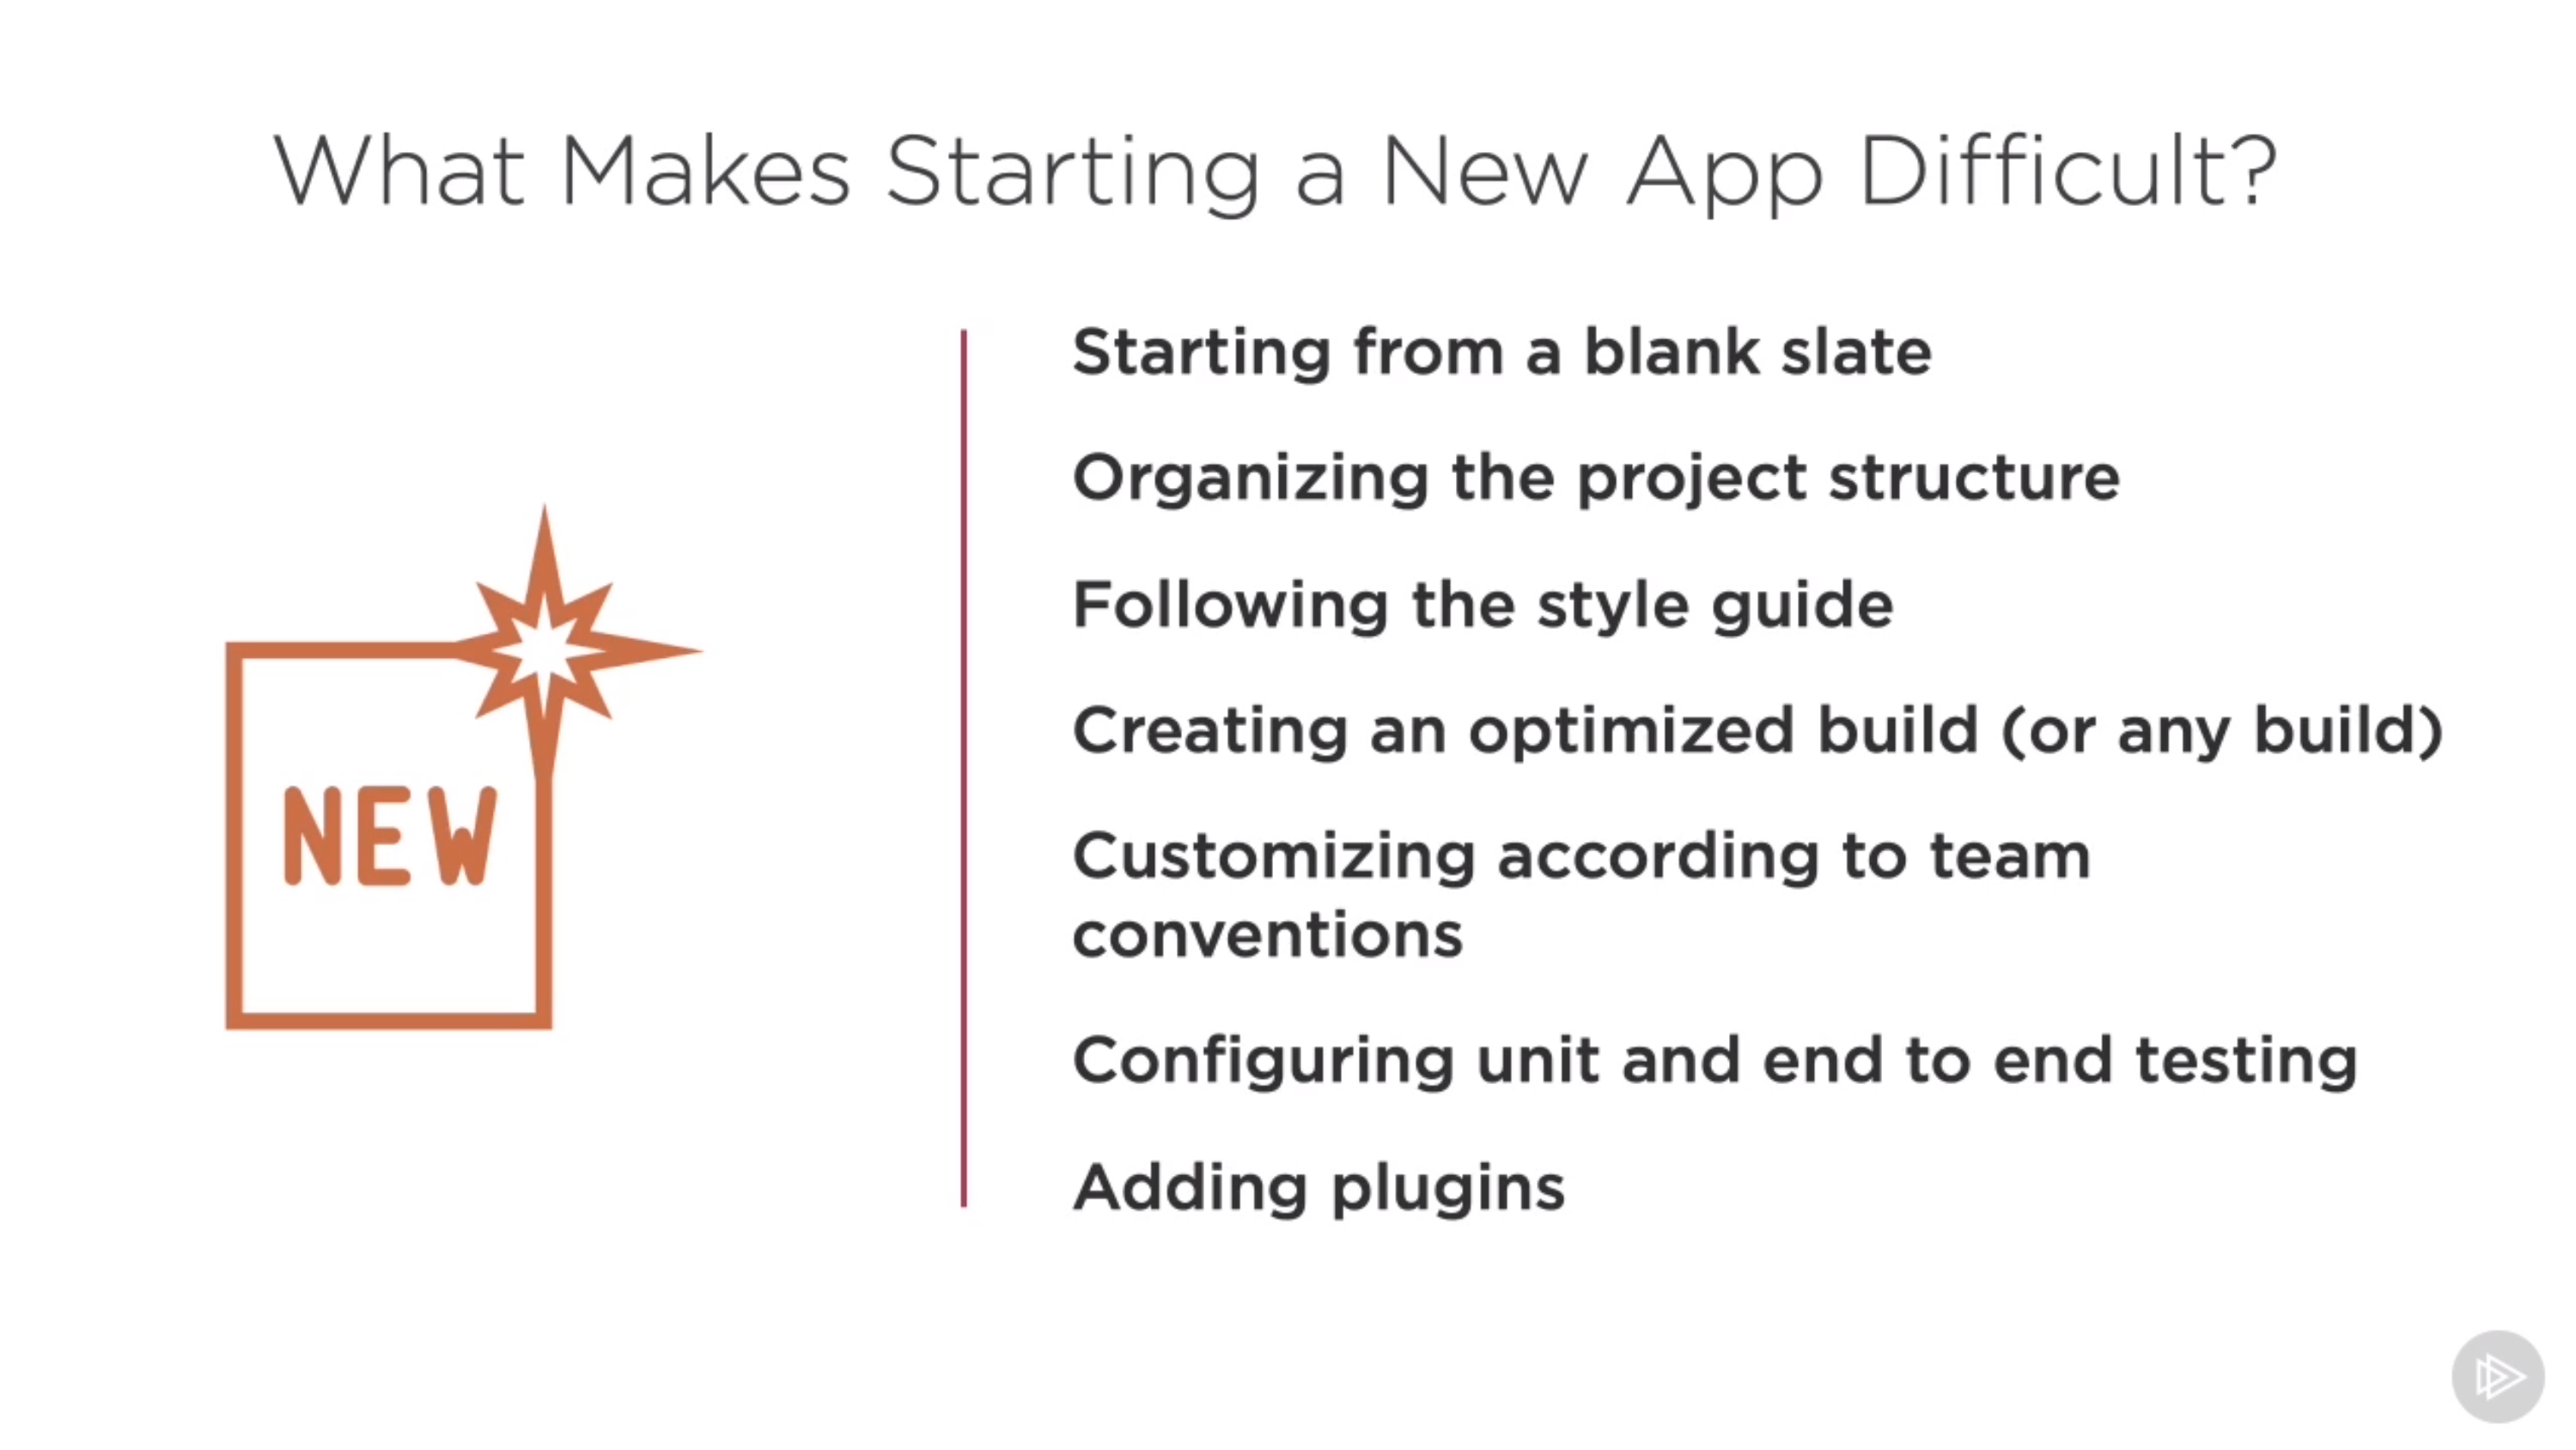 What Makes Starting a New App Difficult?
NEW
Starting from a blank slate
Organizing the project structure
Following the style guide
Creating an optimized build (or any build)
Customizing according to team
conventions
Configuring unit and end to end testing
Adding plugins